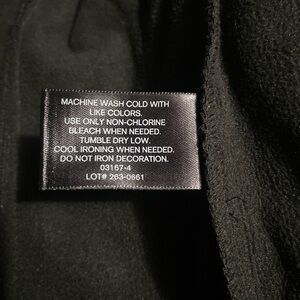 MACHINE WASH COLD WITH
LIKE COLORS.
USE ONLY NON-CHLORINE
BLEACH WHEN NEEDED.
TUMBLE DRY LOW.
COOL IRONING WHEN NEEDED.
DO NOT IRON DECORATION.
03167-4
LOT# 263-0661